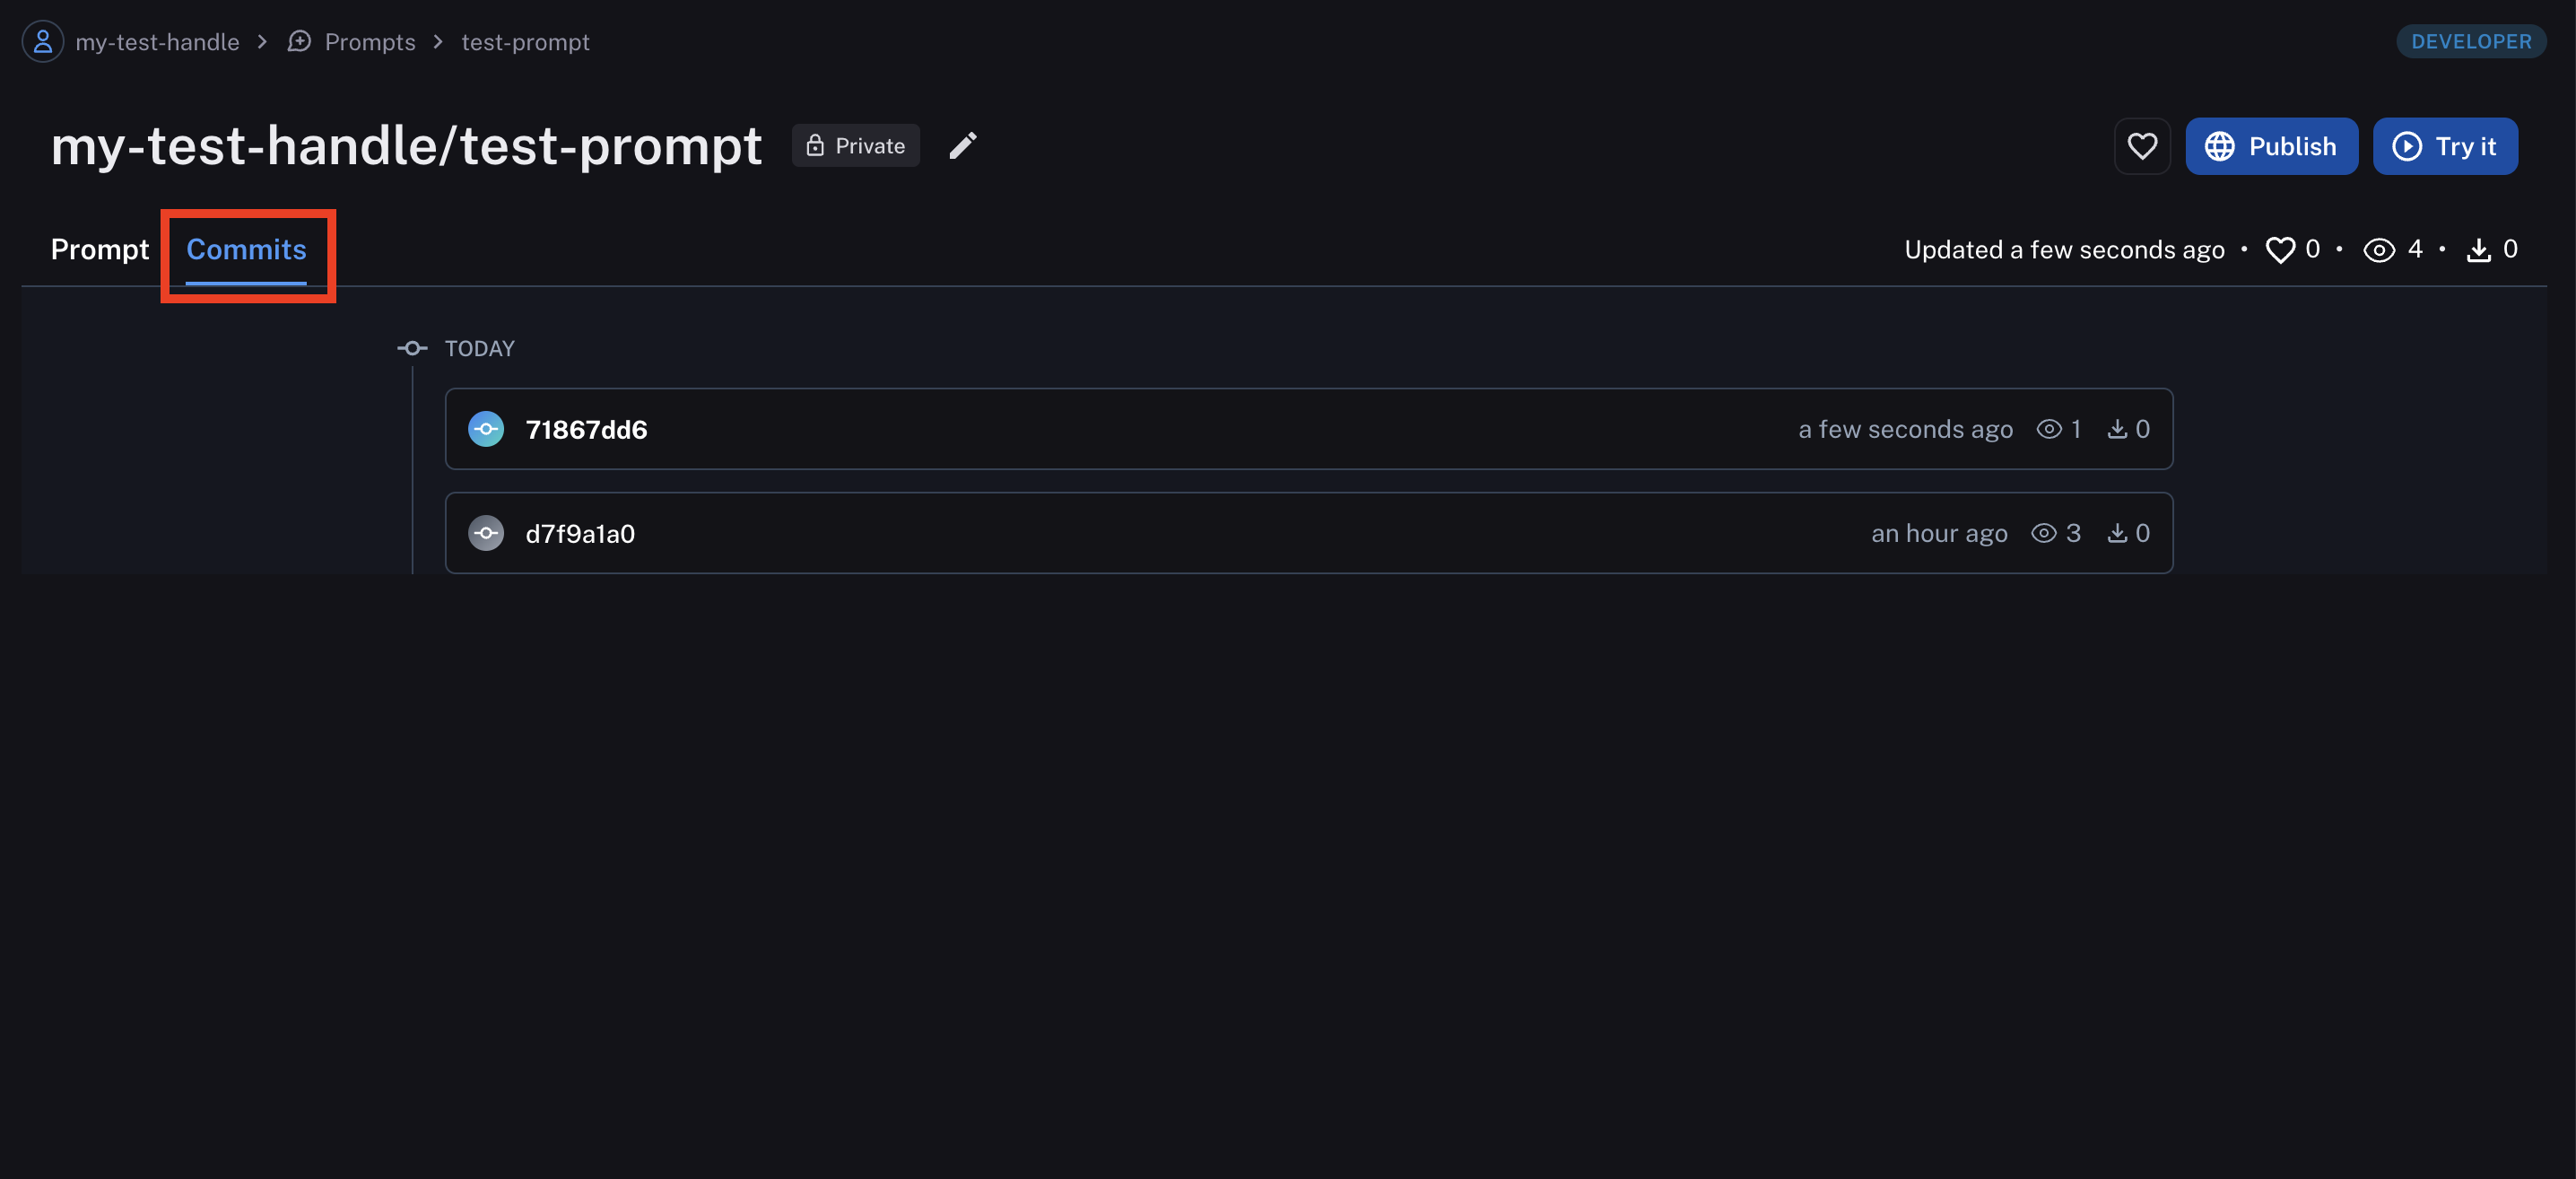 my-test-handle > Prompts > test-prompt
DEVELOPER
my-test-handle/test-prompt
Private
Publish
Try it
Prompt
Commits
Updated a few seconds ago • 0 • 4 • 0
TODAY
71867dd6
a few seconds ago 1 0
d7f9a1a0
an hour ago 3 0